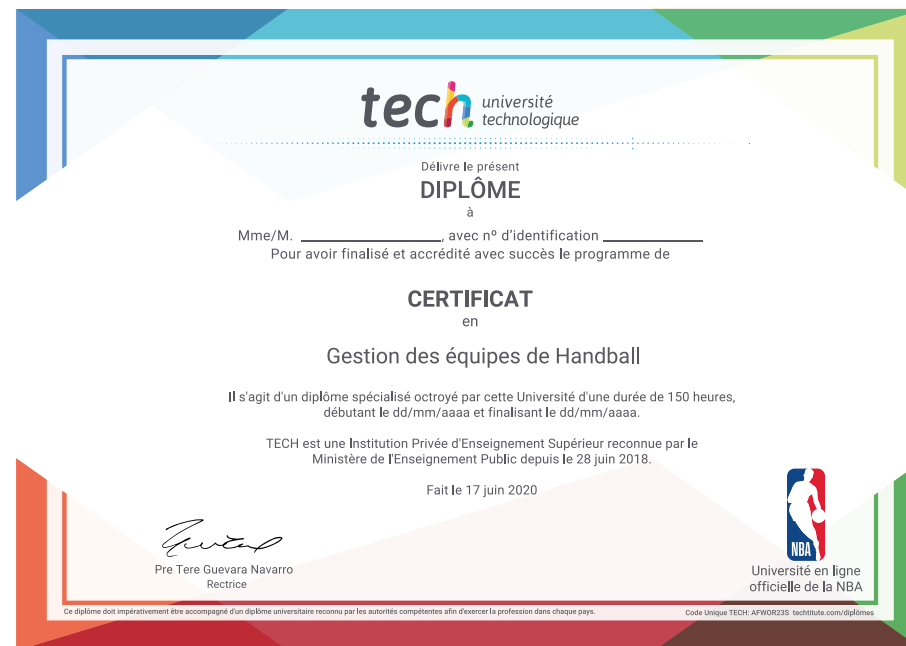 tech université
technologique
Délivre le présent
DIPLÔME
à
Mme/M. ____________________, avec nº d'identification ______________
Pour avoir finalisé et accrédité avec succès le programme de
CERTIFICAT
en
Gestion des équipes de Handball
Il s'agit d'un diplôme spécialisé octroyé par cette Université d'une durée de 150 heures,
débutant le dd/mm/aaaa et finalisant le dd/mm/aaaa.
TECH est une Institution Privée d'Enseignement Supérieur reconnue par le
Ministère de l'Enseignement Public depuis le 28 juin 2018.
Fait le 17 juin 2020
Pre Tere Guevara Navarro
Rectrice
NBA
Université en ligne
officielle de la NBA
Ce diplôme doit impérativement être accompagné d'un diplôme universitaire reconnu par les autorités compétentes afin d'exercer la profession dans chaque pays.
Code Unique TECH: AFWOR23S techtitute.com/diplômes